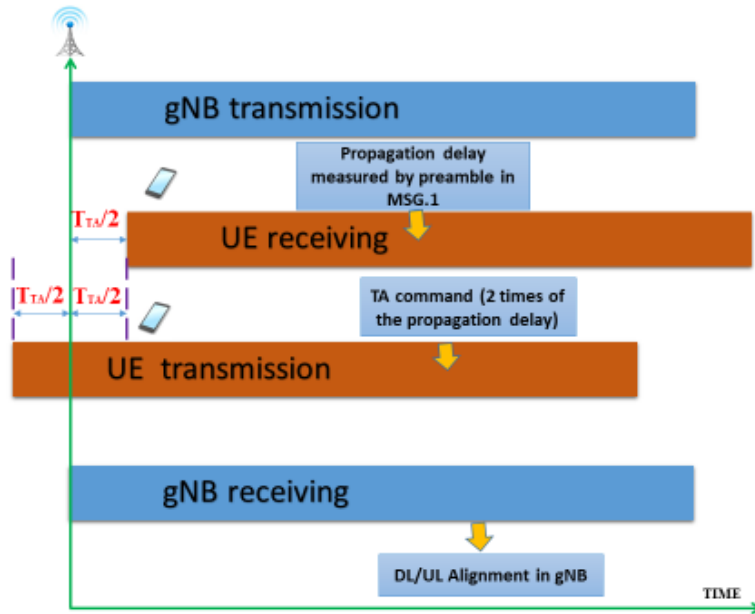 gNB transmission
Propagation delay
measured by preamble in
MSG.1
TTA/2
UE receiving
TTA/2 TTA/2
TA command (2 times of
the propagation delay)
UE transmission
gNB receiving
DL/UL Alignment in gNB
TIME